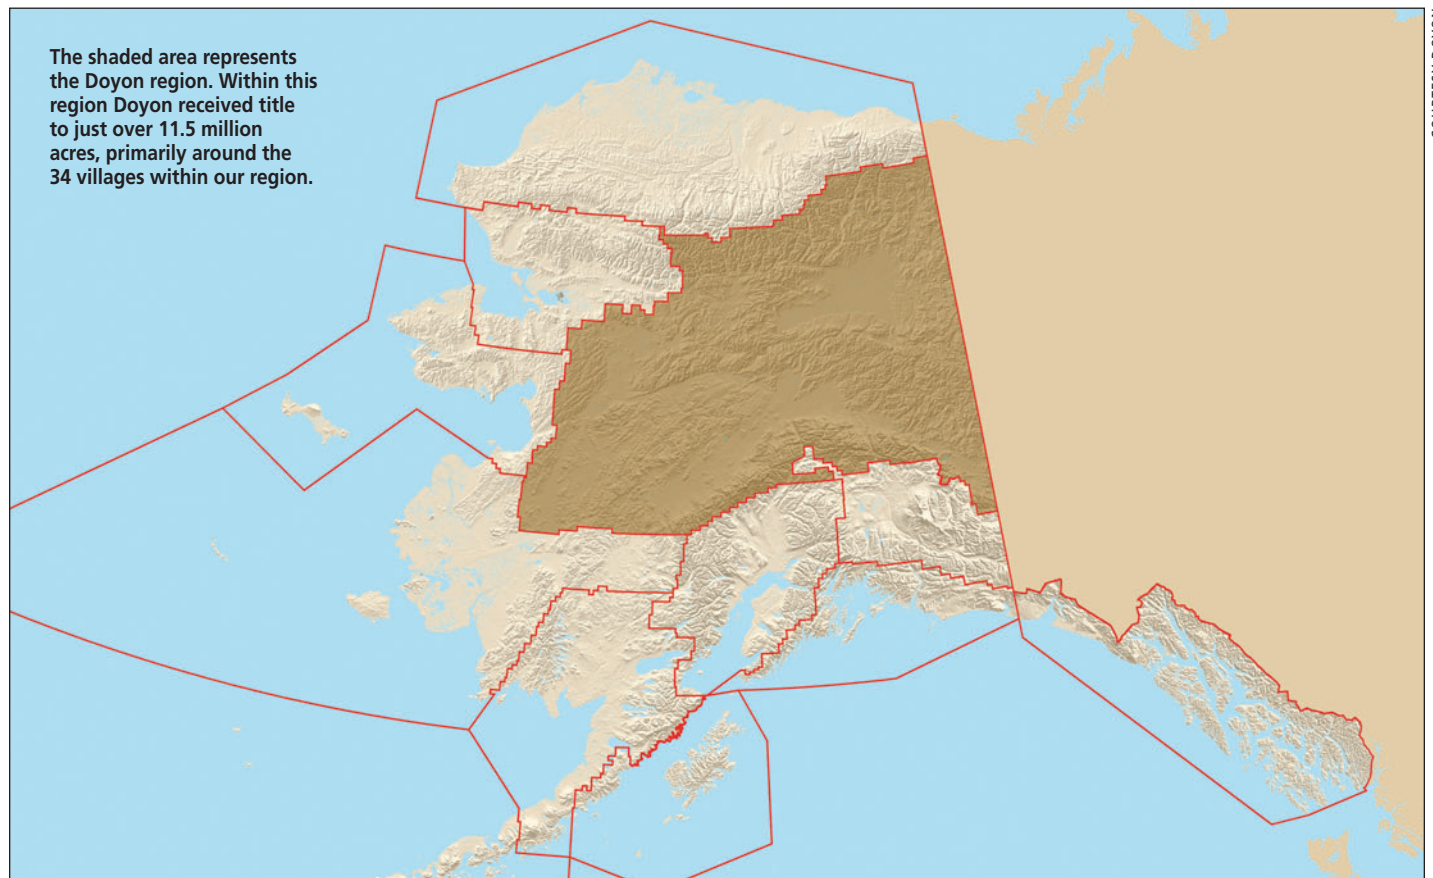 The shaded area represents
the Doyon region. Within this
region Doyon received title
to just over 11.5 million
acres, primarily around the
34 villages within our region.